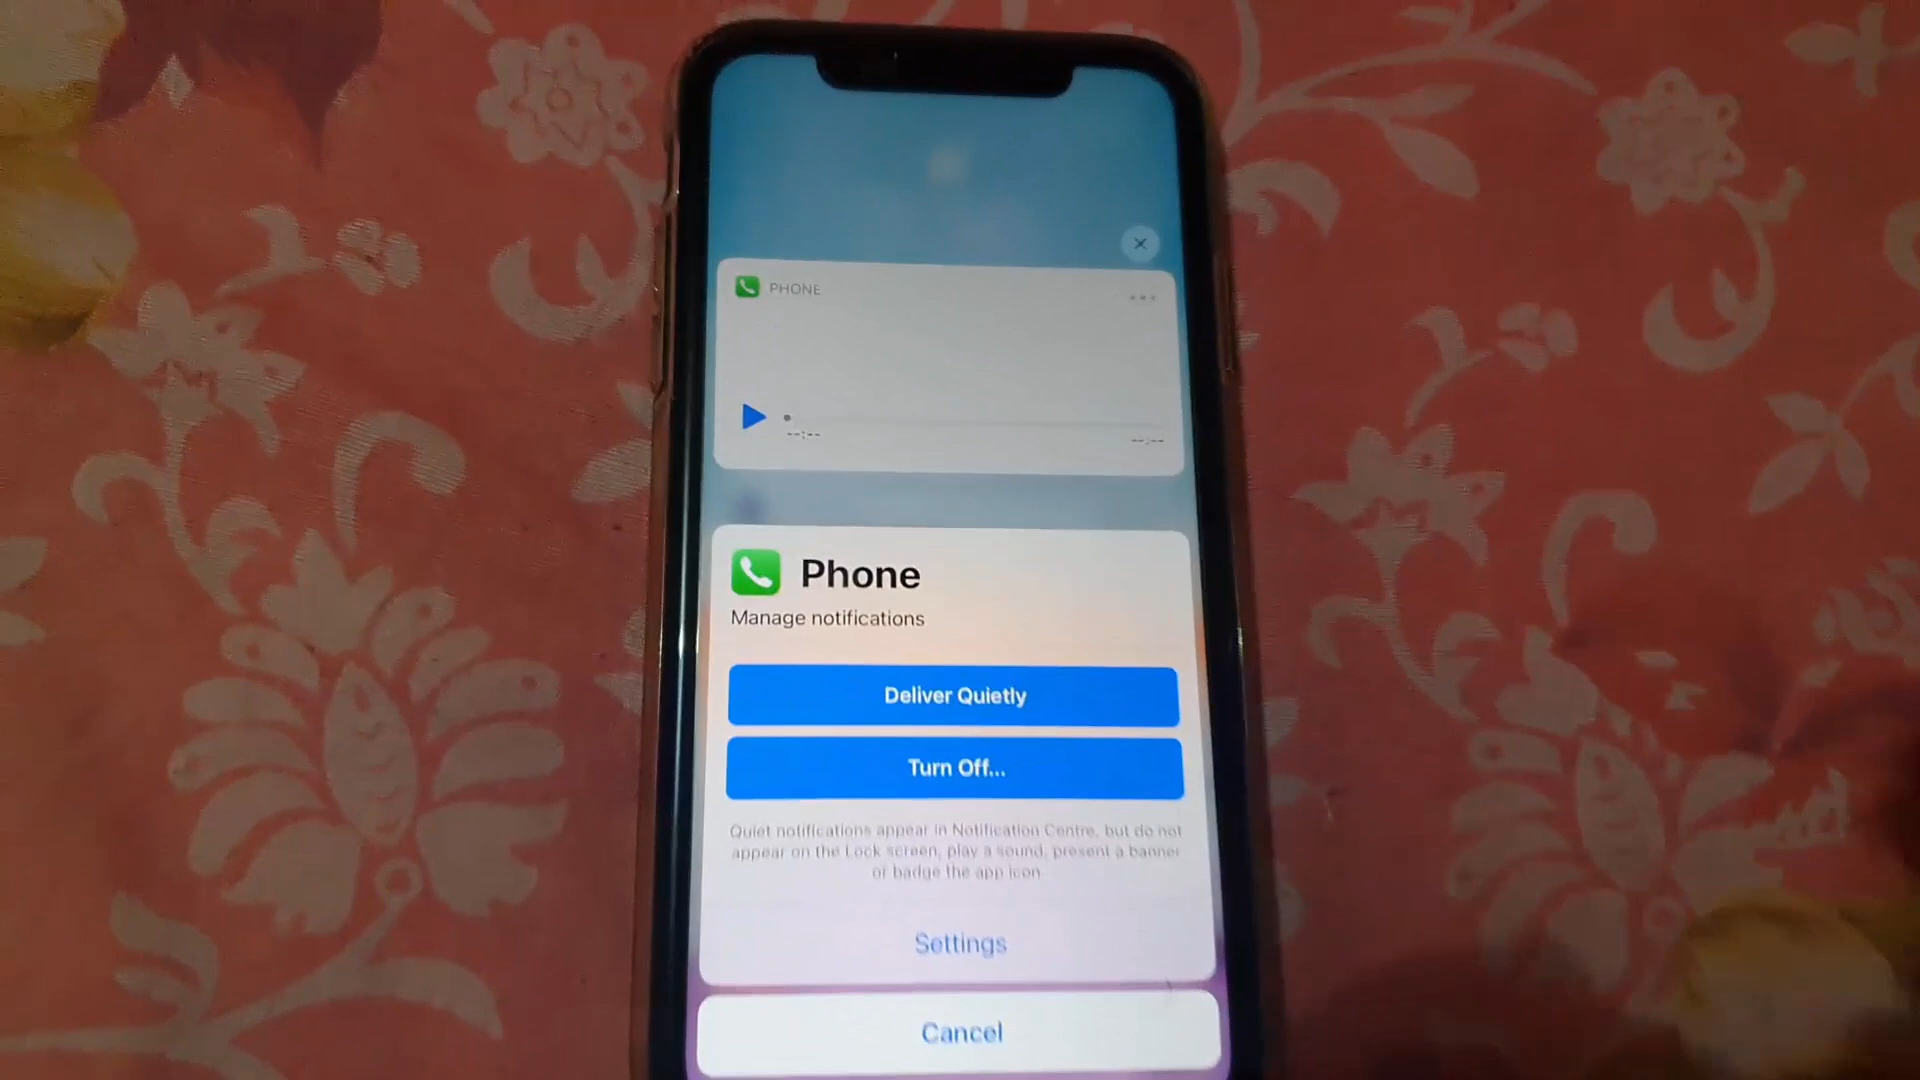 PHONE
--:--
--:--
Phone
Manage notifications
Deliver Quietly
Turn Off...
Quiet notifications appear in Notification Centre, but do not
appear on the Lock screen, play a sound, present a banner
or badge the app icon
Settings
Cancel